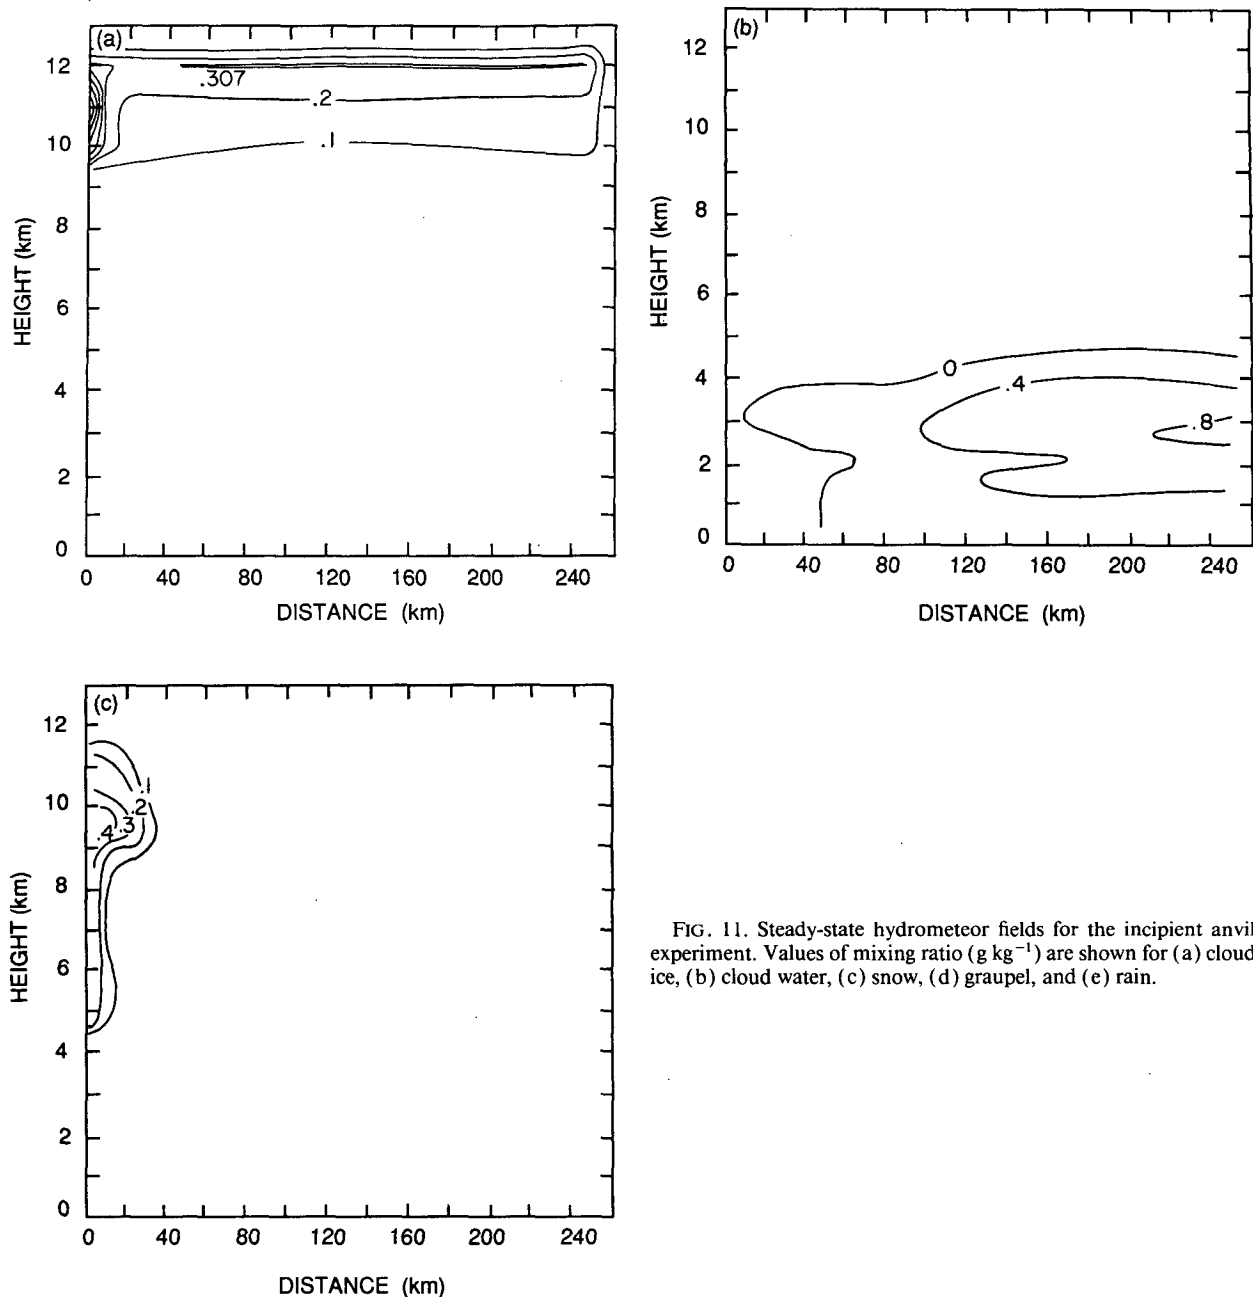 (a)
12
10
8
6
4
2
0
HEIGHT (km)
.307
.2
.1
0 40 80 120 160 200 240
DISTANCE (km)
(b)
12
10
8
6
4
2
0
HEIGHT (km)
0
.4
.8
0 40 80 120 160 200 240
DISTANCE (km)
(c)
12
10
8
6
4
2
0
HEIGHT (km)
.1
.2
.3
.4
0 40 80 120 160 200 240
DISTANCE (km)
FIG. 11. Steady-state hydrometeor fields for the incipient anvil
experiment. Values of mixing ratio (g kg⁻¹) are shown for (a) cloud
ice, (b) cloud water, (c) snow, (d) graupel, and (e) rain.